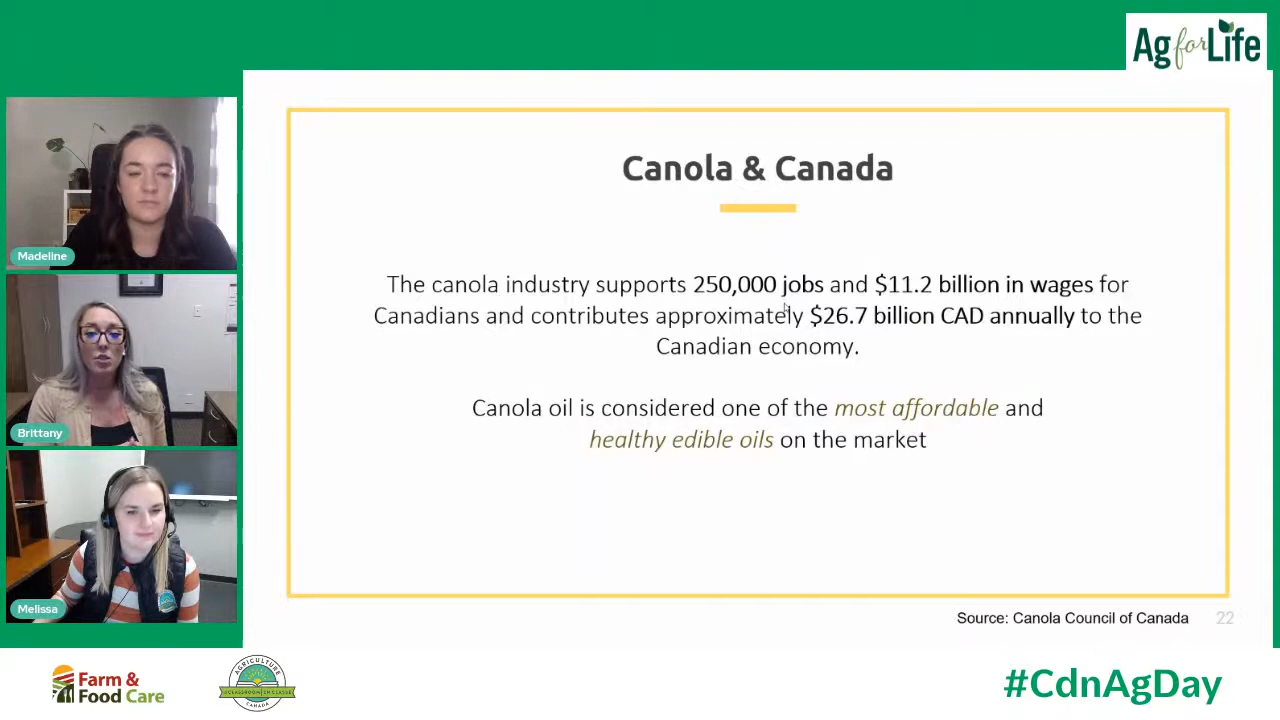 Ag for Life
Madeline
Brittany
Melissa
Canola & Canada
The canola industry supports 250,000 jobs and $11.2 billion in wages for
Canadians and contributes approximately $26.7 billion CAD annually to the
Canadian economy.
Canola oil is considered one of the most affordable and
healthy edible oils on the market
Source: Canola Council of Canada
22
Farm &
Food Care
AGRICULTURE
CANADA
#CdnAgDay